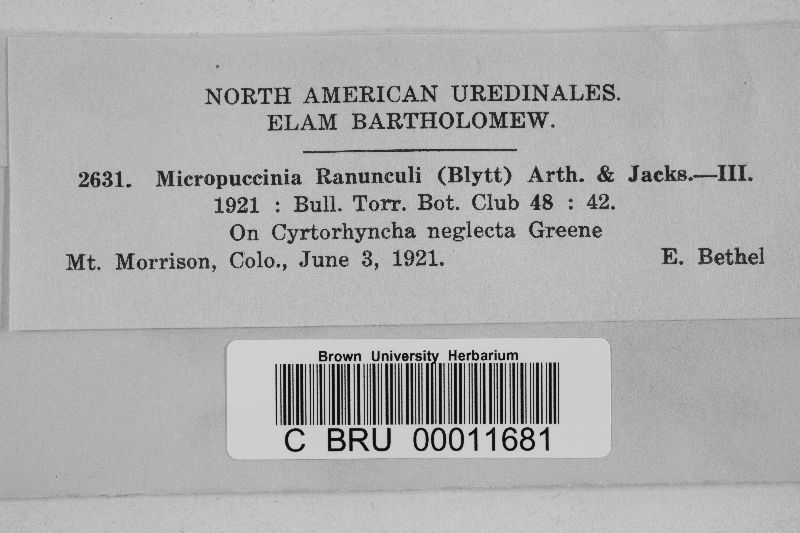 NORTH AMERICAN UREDINALES.
ELAM BARTHOLOMEW.
2631. Micropuccinia Ranunculi (Blytt) Arth. & Jacks.—III.
1921 : Bull. Torr. Bot. Club 48 : 42.
On Cyrtorhyncha neglecta Greene
Mt. Morrison, Colo., June 3, 1921. E. Bethel
Brown University Herbarium
C BRU 00011681